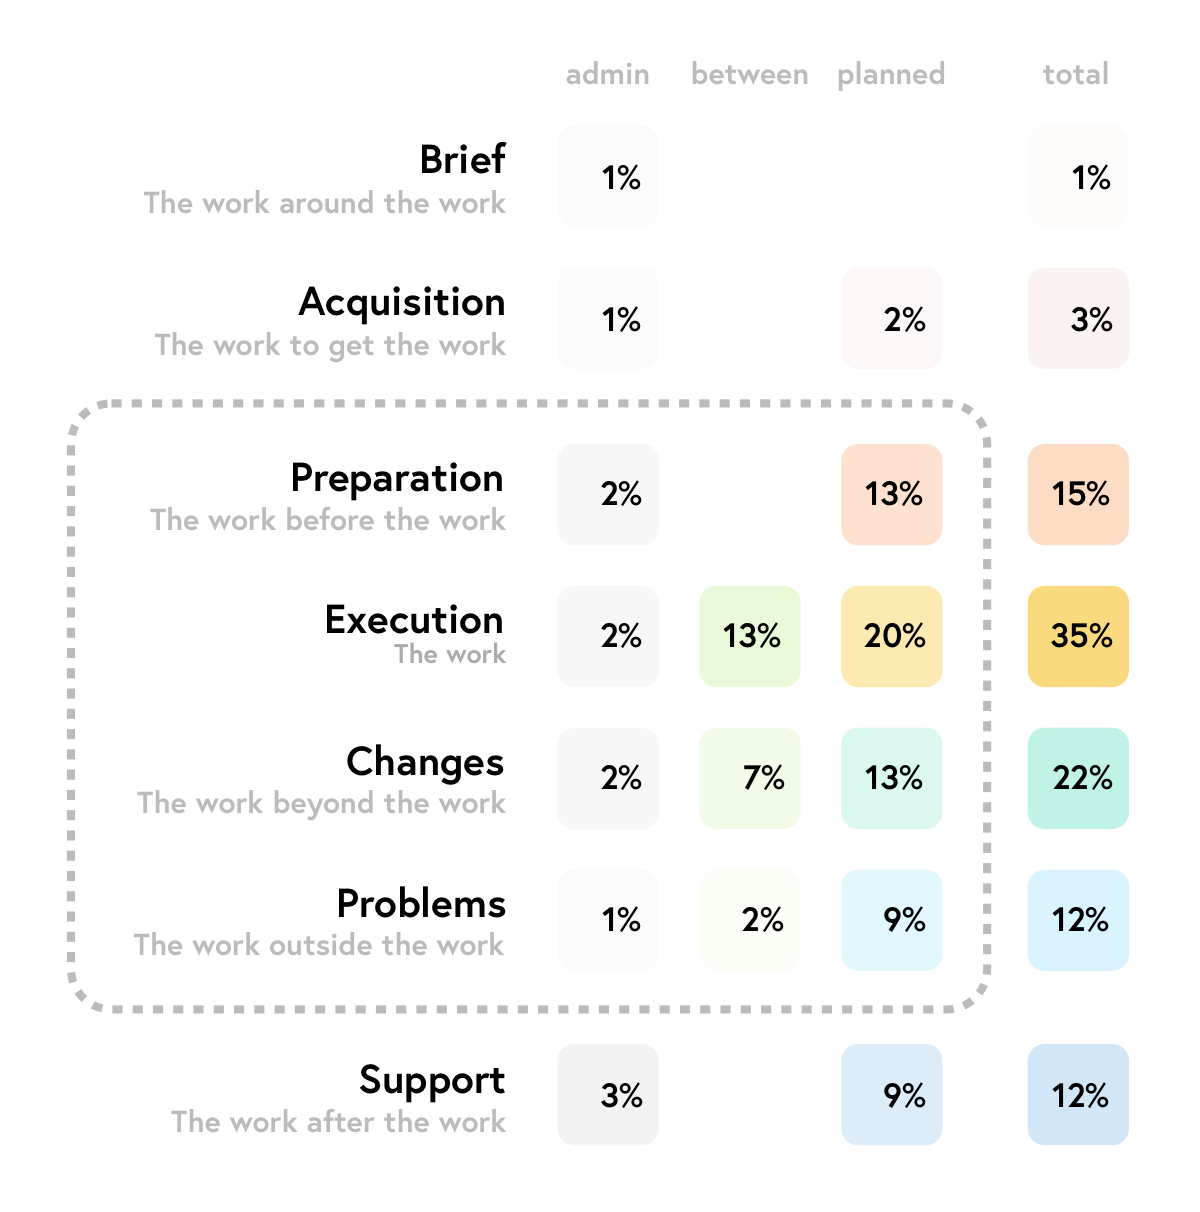 admin between planned total
Brief 1% 1%
The work around the work
Acquisition 1% 2% 3%
The work to get the work
Preparation 2% 13% 15%
The work before the work
Execution 2% 13% 20% 35%
The work
Changes 2% 7% 13% 22%
The work beyond the work
Problems 1% 2% 9% 12%
The work outside the work
Support 3% 9% 12%
The work after the work